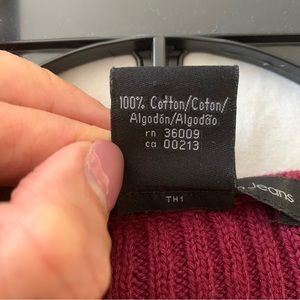 100% Cotton/Coton/
Algodón/Algodão
rn 36009
ca 00213
TH1
Jeans